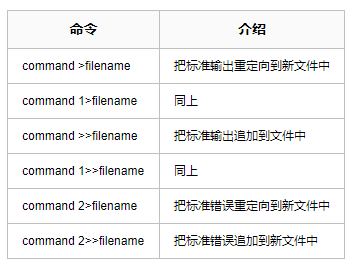 命令 介绍
command >filename 把标准输出重定向到新文件中
command 1>filename 同上
command >>filename 把标准输出追加到文件中
command 1>>filename 同上
command 2>filename 把标准错误重定向到新文件中
command 2>>filename 把标准错误追加到新文件中